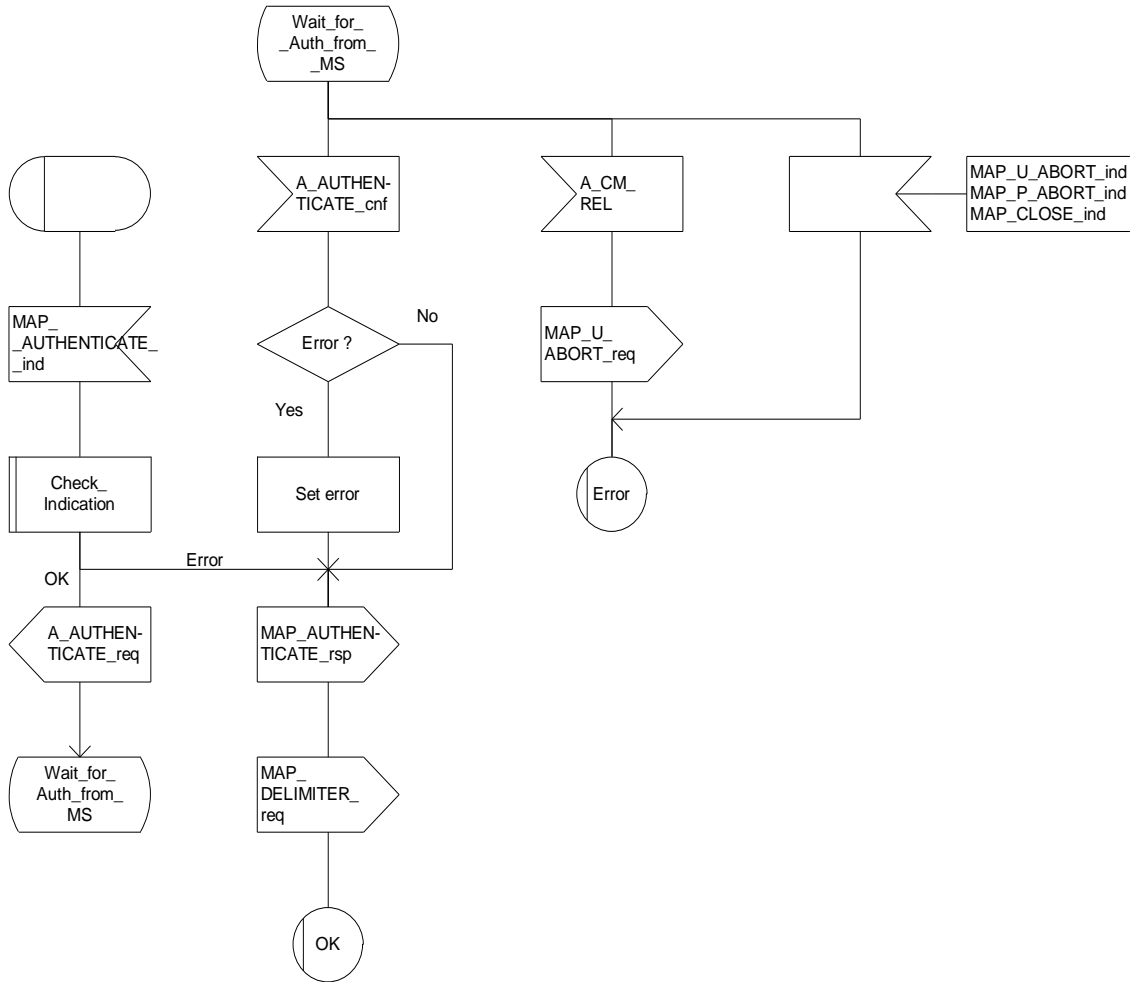 Wait_for_
_Auth_from_
_MS
A_AUTHEN-
TICATE_cnf
A_CM_
REL
MAP_U_ABORT_ind
MAP_P_ABORT_ind
MAP_CLOSE_ind
MAP_
_AUTHENTICATE_
_ind
Error ?
No
MAP_U_
ABORT_req
Yes
Check_
Indication
Set error
Error
Error
OK
A_AUTHEN-
TICATE_req
MAP_AUTHEN-
TICATE_rsp
Wait_for_
Auth_from_
MS
MAP_
DELIMITER_
req
OK